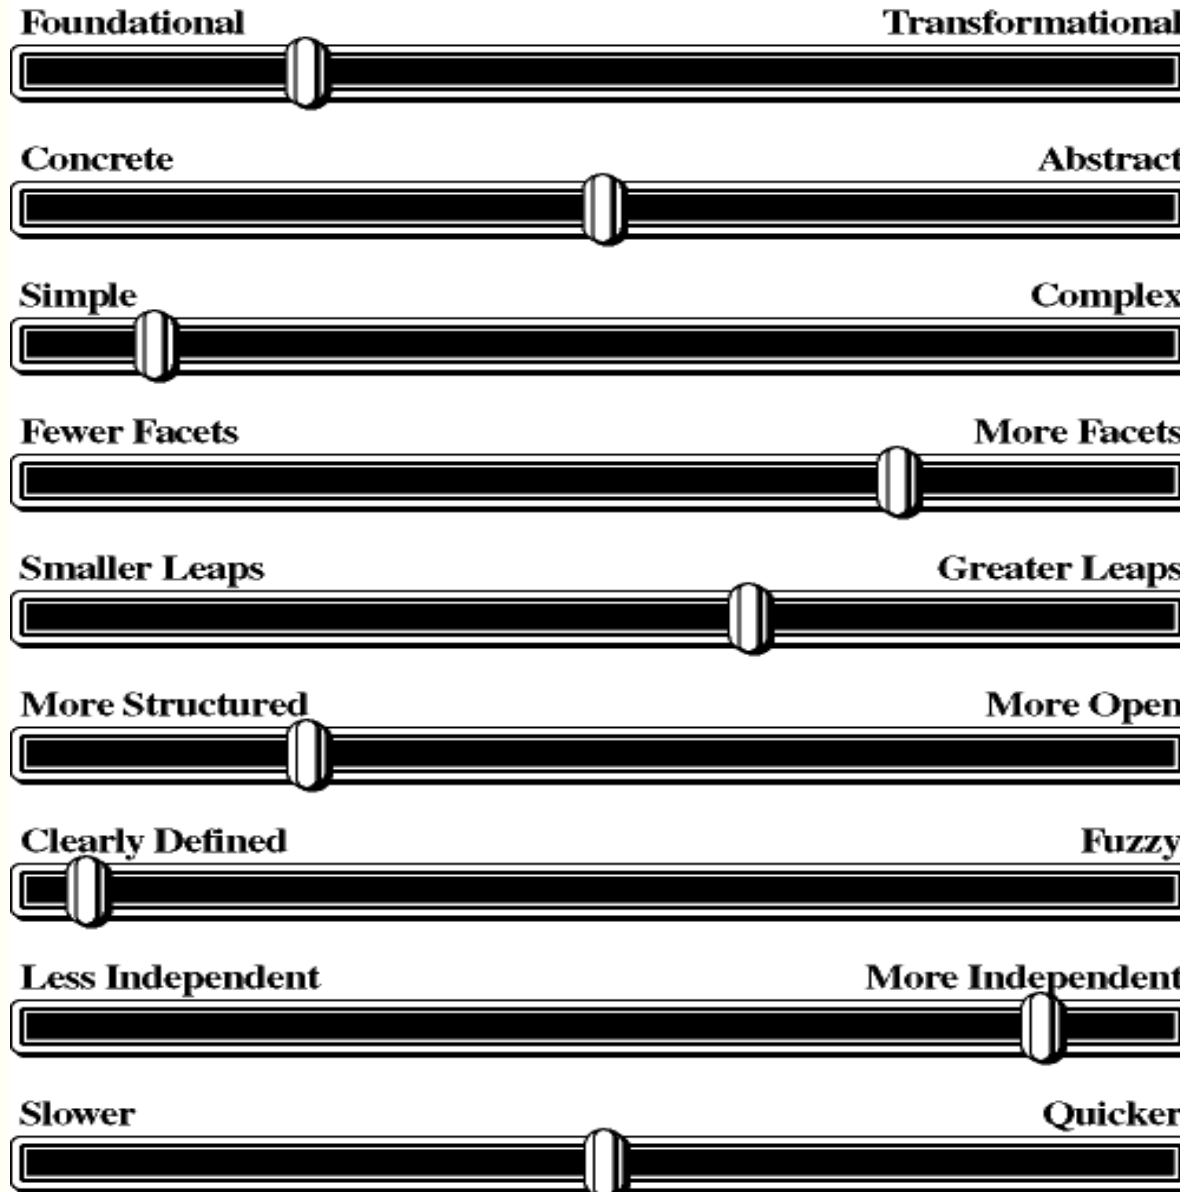 Foundational Transformational
Concrete Abstract
Simple Complex
Fewer Facets More Facets
Smaller Leaps Greater Leaps
More Structured More Open
Clearly Defined Fuzzy
Less Independent More Independent
Slower Quicker